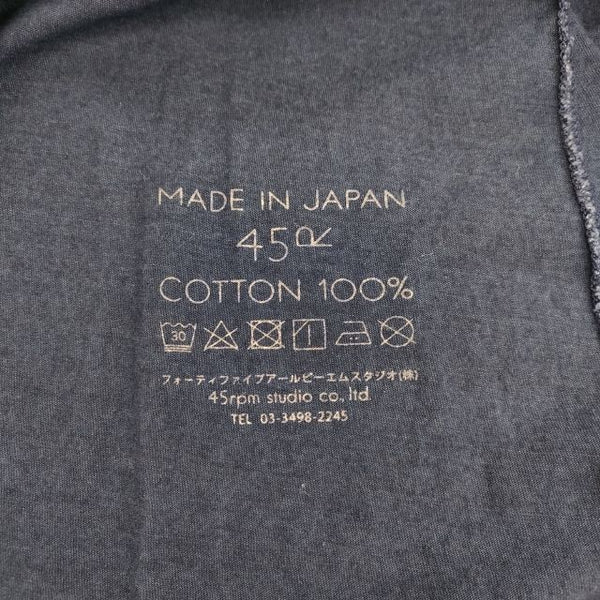 MADE IN JAPAN
45R
COTTON 100%
30
フォーティファイブアールピーエムスタジオ(株)
45rpm studio co., ltd.
TEL 03-3498-2245